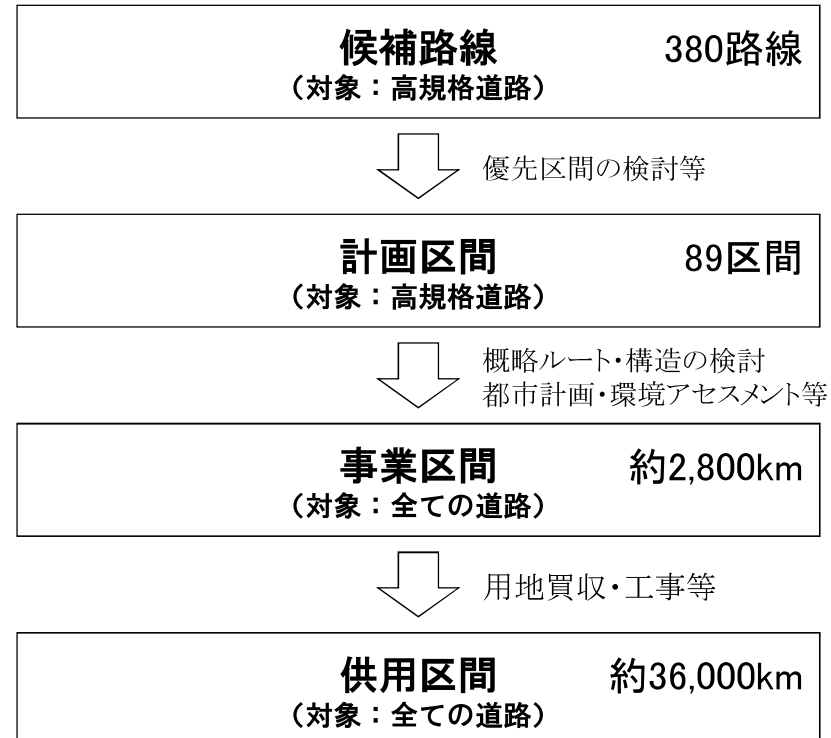 候補路線 380路線
（対象：高規格道路）
優先区間の検討等
計画区間 89区間
（対象：高規格道路）
概略ルート・構造の検討
都市計画・環境アセスメント等
事業区間 約2,800km
（対象：全ての道路）
用地買収・工事等
供用区間 約36,000km
（対象：全ての道路）